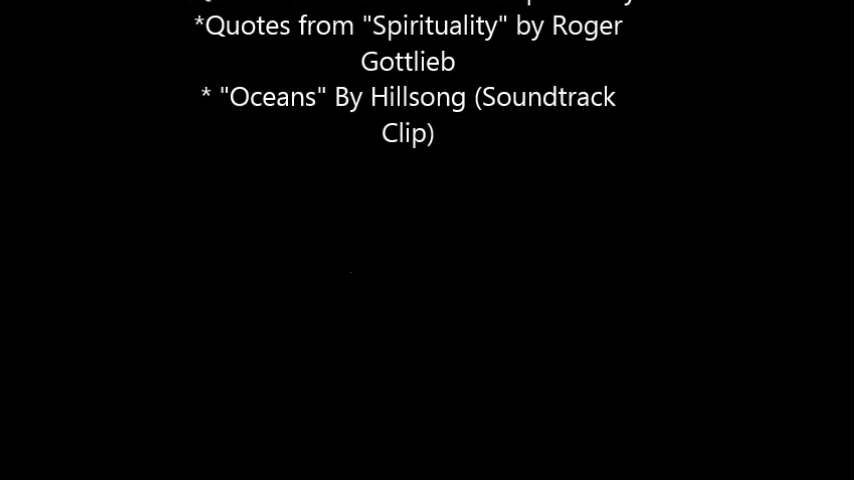 *Quotes from "Spirituality" by Roger
Gottlieb
* "Oceans" By Hillsong (Soundtrack
Clip)